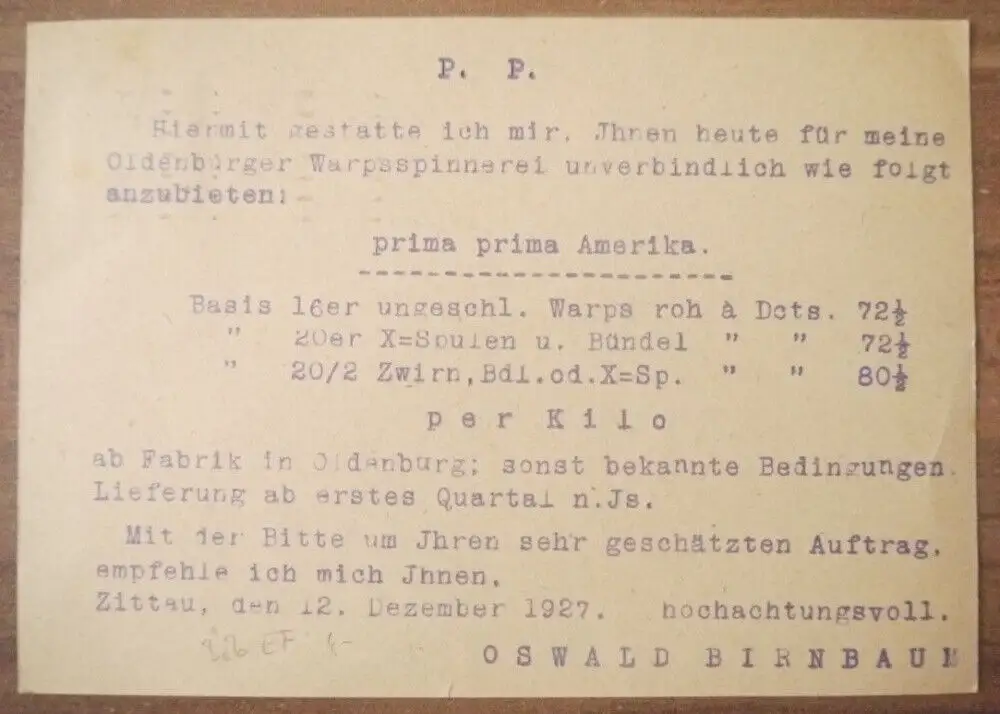 P. P.
Hiermit gestatte ich mir, Jhnen heute für meine
Oldenburger Warpsspinnerei unverbindlich wie folgt
anzubieten:
prima prima Amerika.
Basis 16er ungeschl. Warps roh à Dcts. 72½
" 20er X=Spulen u. Bündel " " 72½
" 20/2 Zwirn,Bdl.od.X=Sp. " " 80½
per Kilo
ab Fabrik in Oldenburg; sonst bekannte Bedingungen.
Lieferung ab erstes Quartal n.Js.
Mit der Bitte um Jhren sehr geschätzten Auftrag,
empfehle ich mich Jhnen,
Zittau, den 12. Dezember 1927. hochachtungsvoll.
OSWALD BIRNBAUM